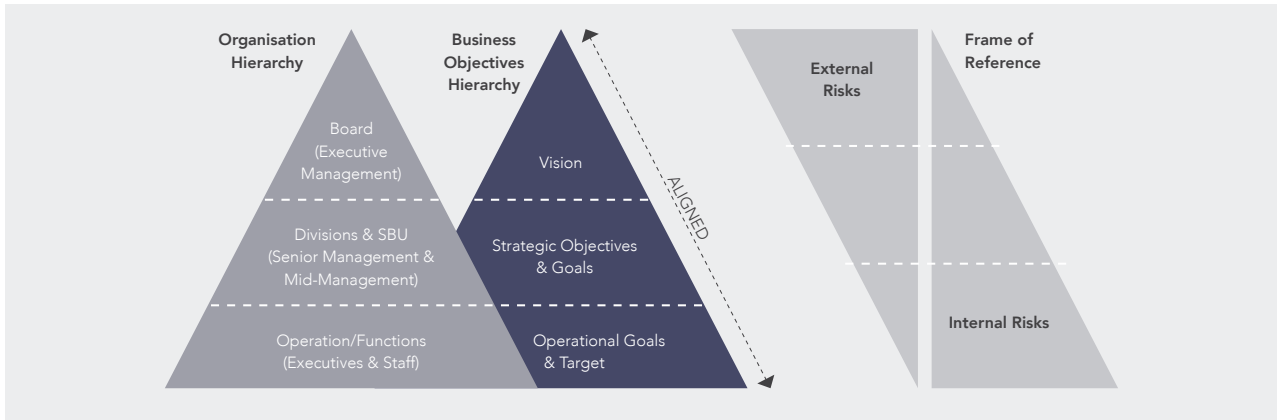 Organisation
Hierarchy
Board
(Executive
Management)
Divisions & SBU
(Senior Management &
Mid-Management)
Operation/Functions
(Executives & Staff)
Business
Objectives
Hierarchy
Vision
Strategic Objectives
& Goals
Operational Goals
& Target
ALIGNED
External
Risks
Frame of
Reference
Internal Risks